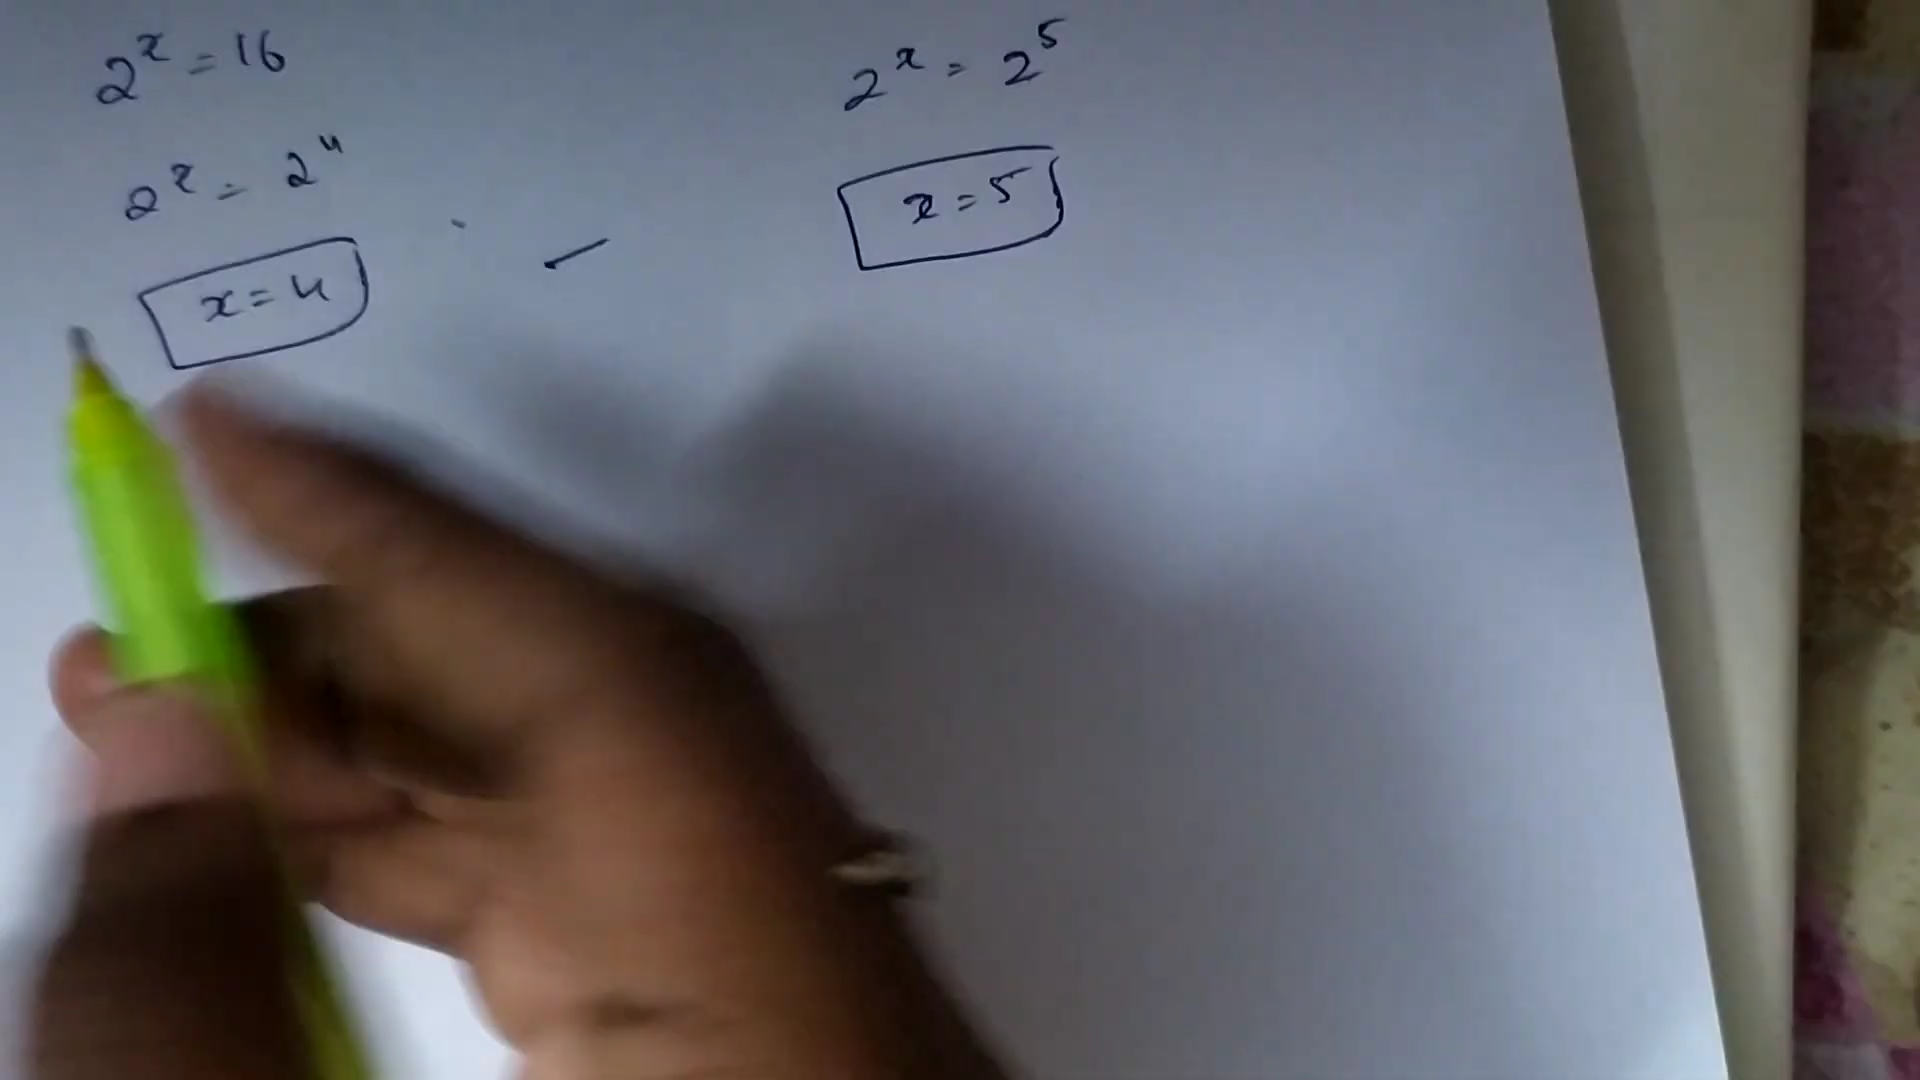 2^x = 16
2^x = 2^4
x = 4
2^x = 2^5
x = 5